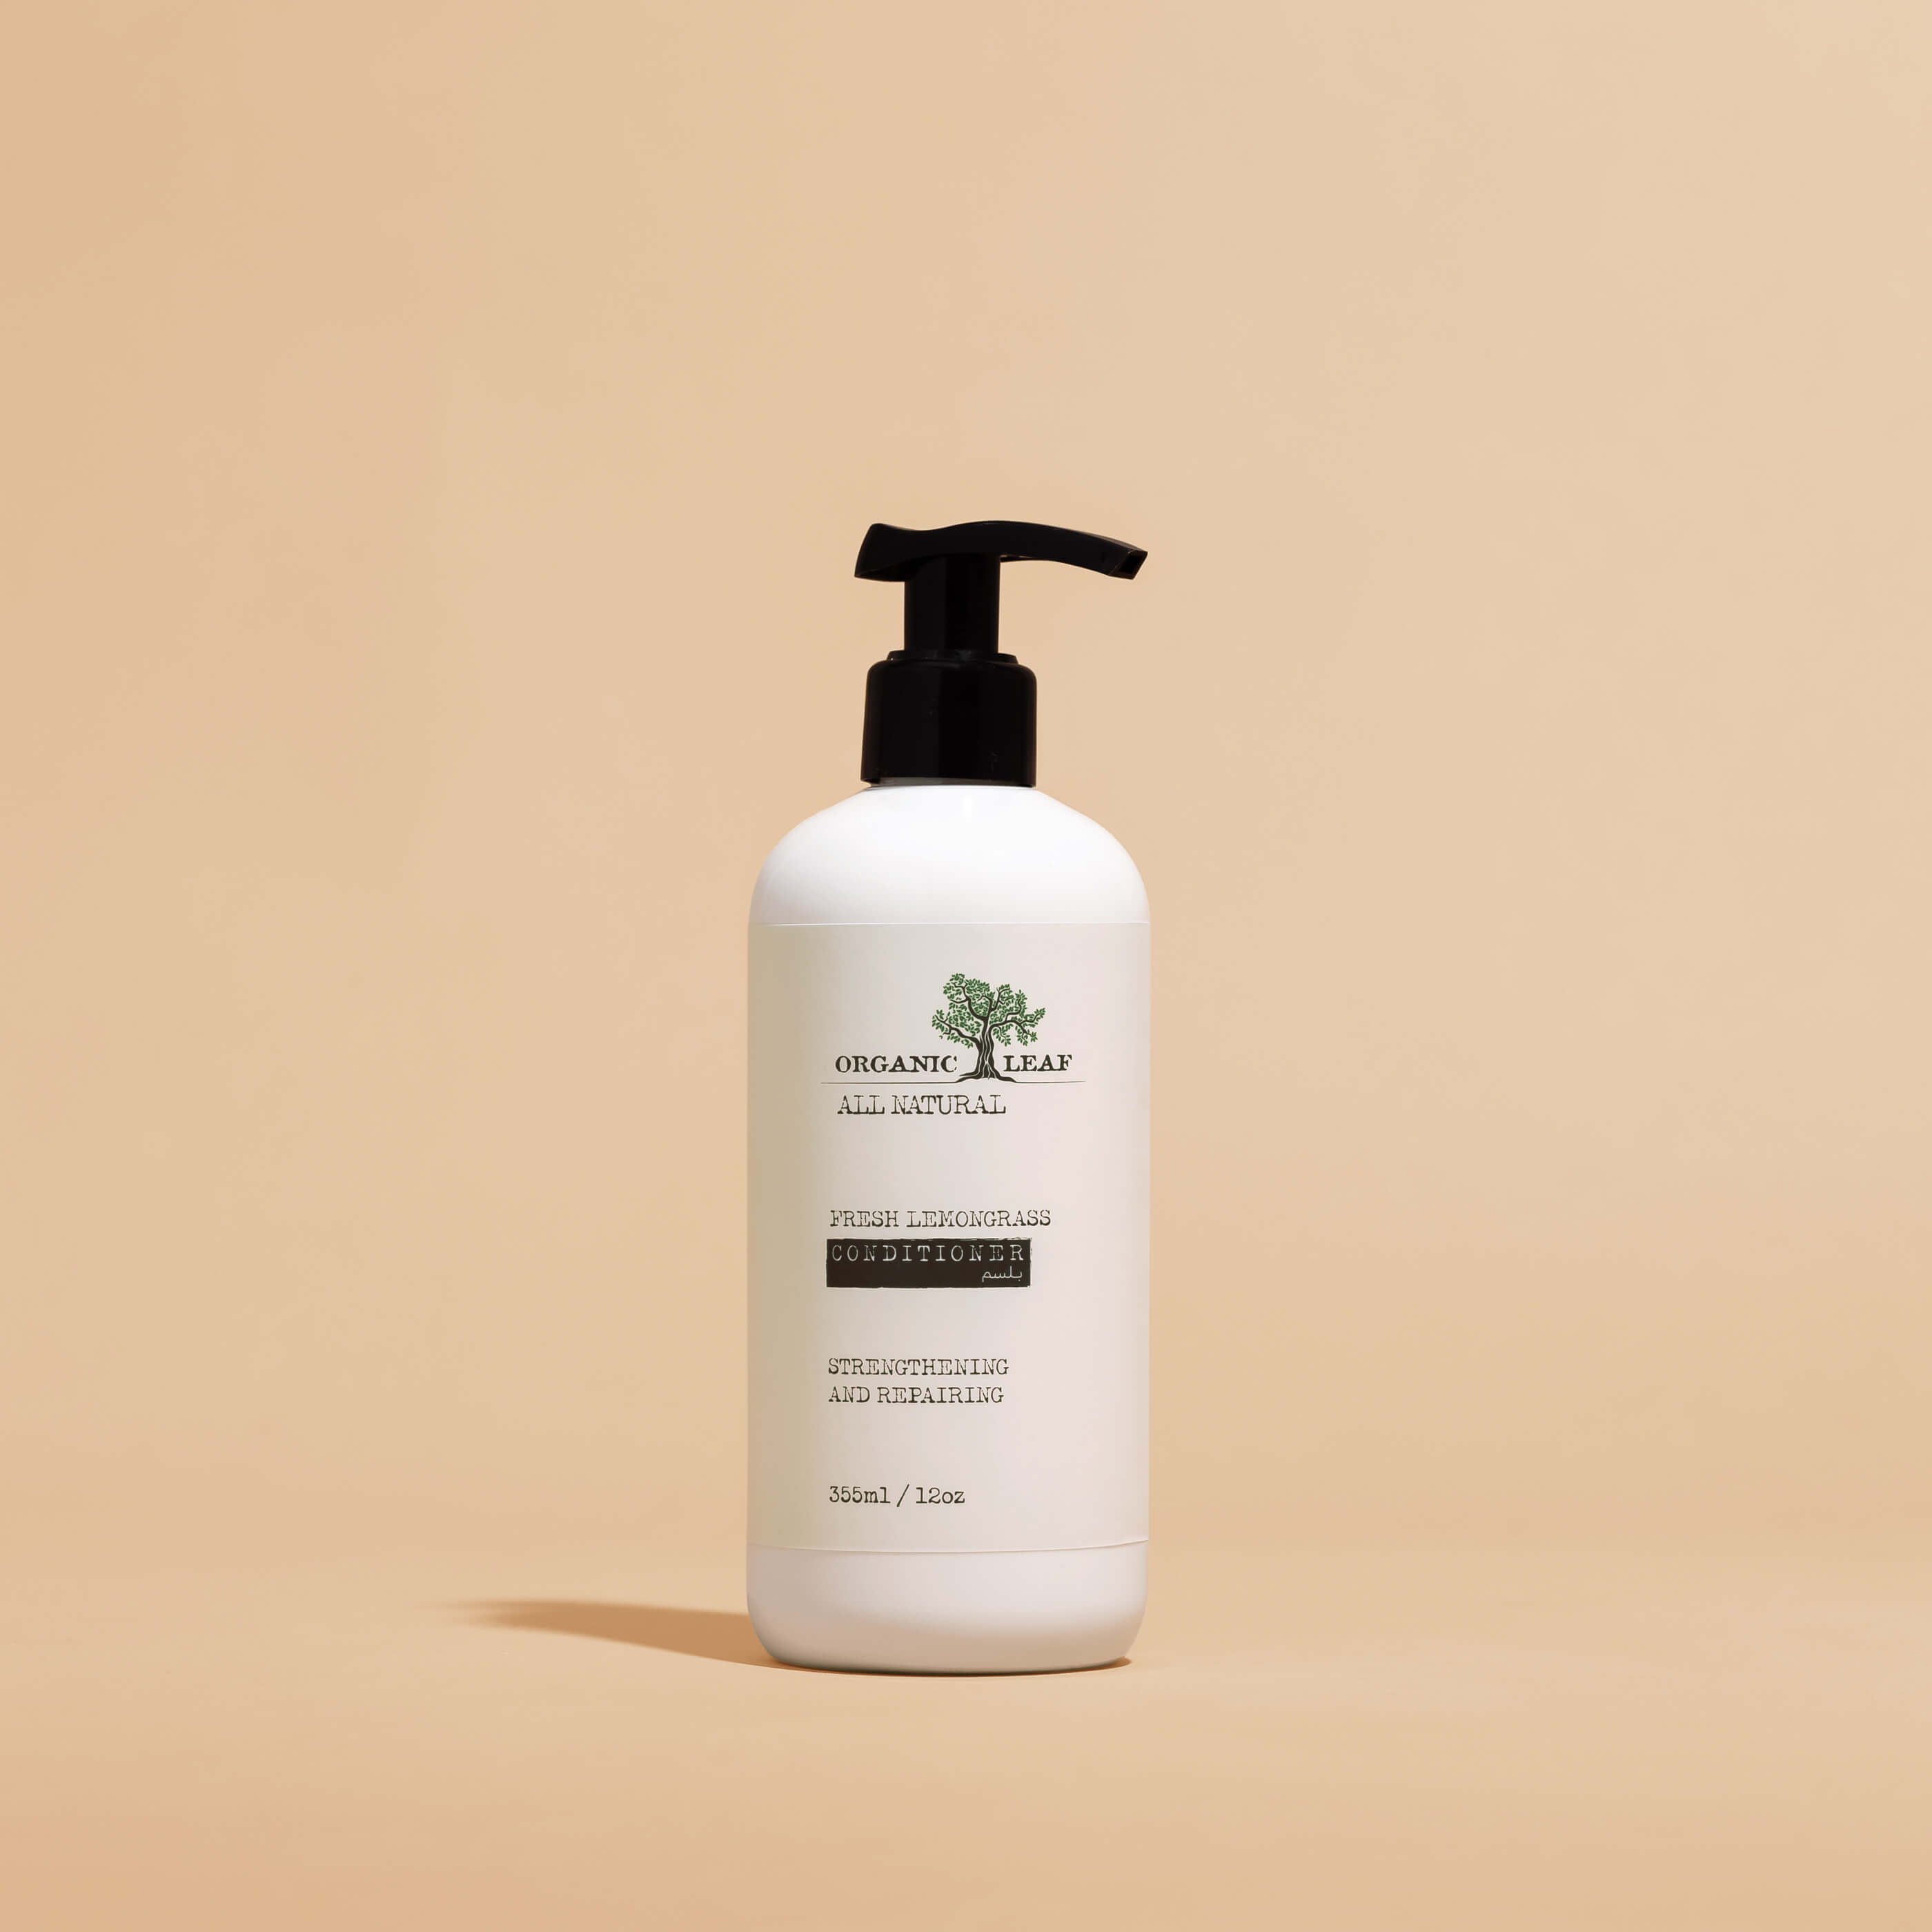 ORGANIC LEAF
ALL NATURAL
FRESH LEMONGRASS
CONDITIONER
بلسم
STRENGTHENING
AND REPAIRING
355ml / 12oz